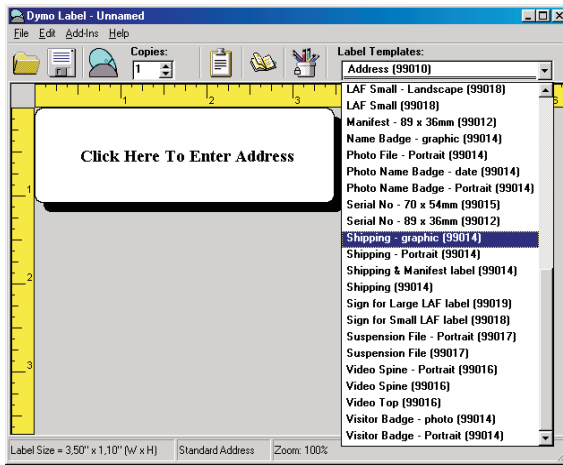 Dymo Label - Unnamed
File Edit Add-Ins Help
Copies:
1
Label Templates:
Address (99010)
1 2 3 6
Click Here To Enter Address
1
2
3
LAF Small - Landscape (99018)
LAF Small (99018)
Manifest - 89 x 36mm (99012)
Name Badge - graphic (99014)
Photo File - Portrait (99014)
Photo Name Badge - date (99014)
Photo Name Badge - Portrait (99014)
Serial No - 70 x 54mm (99015)
Serial No - 89 x 36mm (99012)
Shipping - graphic (99014)
Shipping - Portrait (99014)
Shipping & Manifest label (99014)
Shipping (99014)
Sign for Large LAF label (99019)
Sign for Small LAF label (99018)
Suspension File - Portrait (99017)
Suspension File (99017)
Video Spine - Portrait (99016)
Video Spine (99016)
Video Top (99016)
Visitor Badge - photo (99014)
Visitor Badge - Portrait (99014)
Label Size = 3,50" x 1,10" (W x H) Standard Address Zoom: 100%